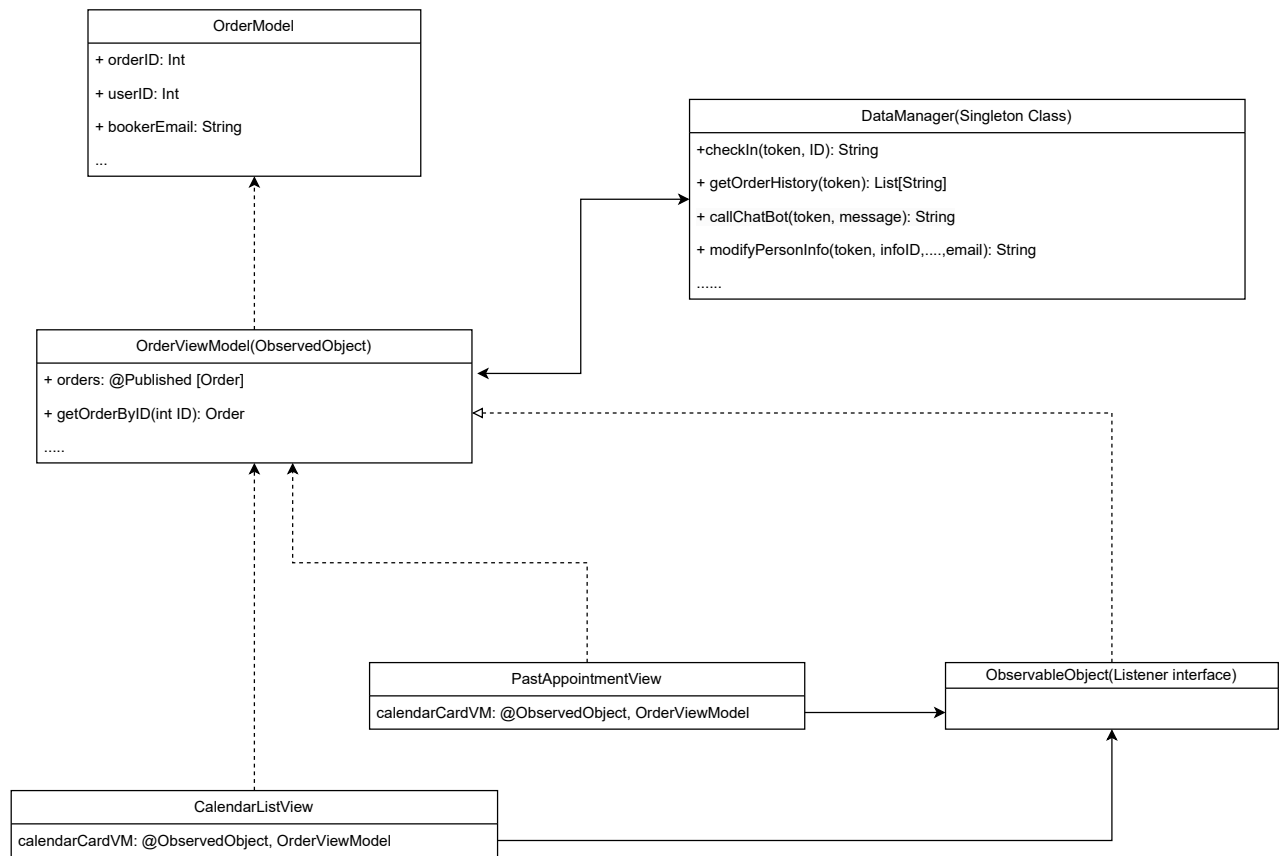 OrderModel
+ orderID: Int
+ userID: Int
+ bookerEmail: String
...
DataManager(Singleton Class)
+checkIn(token, ID): String
+ getOrderHistory(token): List[String]
+ callChatBot(token, message): String
+ modifyPersonInfo(token, infoID,....,email): String
......
OrderViewModel(ObservedObject)
+ orders: @Published [Order]
+ getOrderByID(int ID): Order
.....
PastAppointmentView
calendarCardVM: @ObservedObject, OrderViewModel
ObservableObject(Listener interface)
CalendarListView
calendarCardVM: @ObservedObject, OrderViewModel